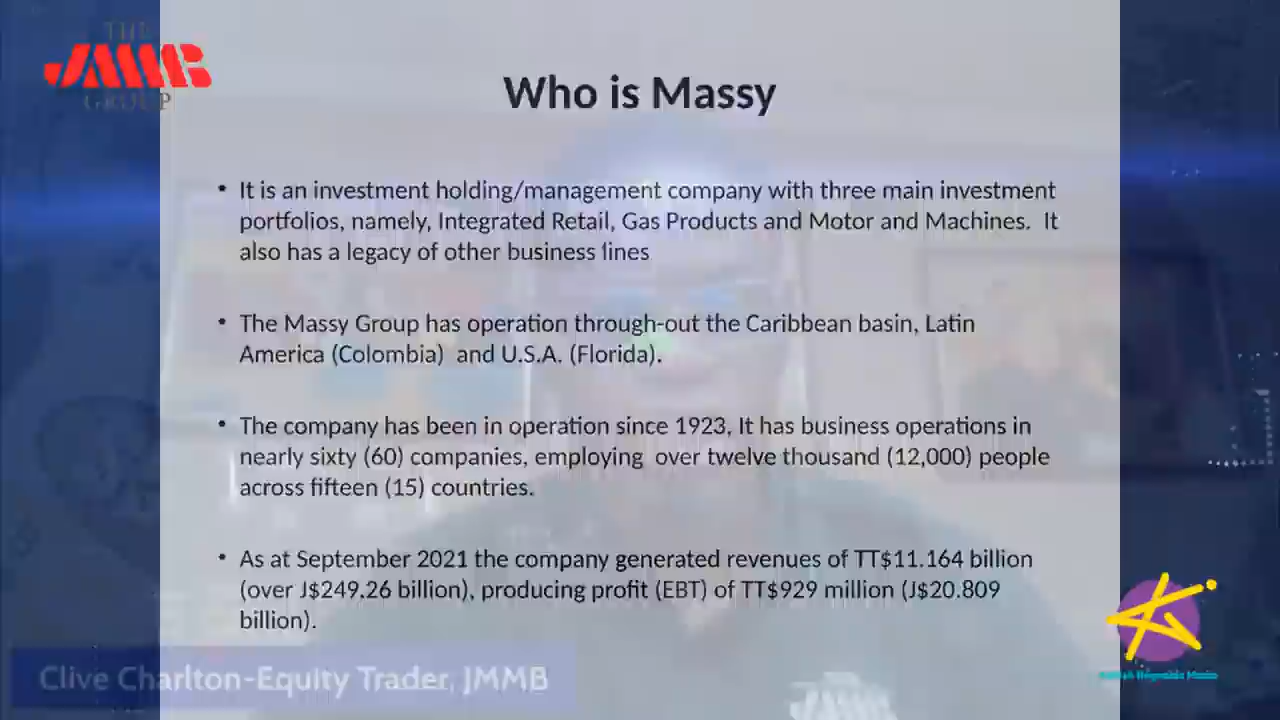 THE
JMMB
GROUP
Who is Massy
• It is an investment holding/management company with three main investment
portfolios, namely, Integrated Retail, Gas Products and Motor and Machines.  It
also has a legacy of other business lines
• The Massy Group has operation through-out the Caribbean basin, Latin
America (Colombia)  and U.S.A. (Florida).
• The company has been in operation since 1923, It has business operations in
nearly sixty (60) companies, employing  over twelve thousand (12,000) people
across fifteen (15) countries.
• As at September 2021 the company generated revenues of TT$11.164 billion
(over J$249.26 billion), producing profit (EBT) of TT$929 million (J$20.809
billion).
Clive Charlton-Equity Trader, JMMB